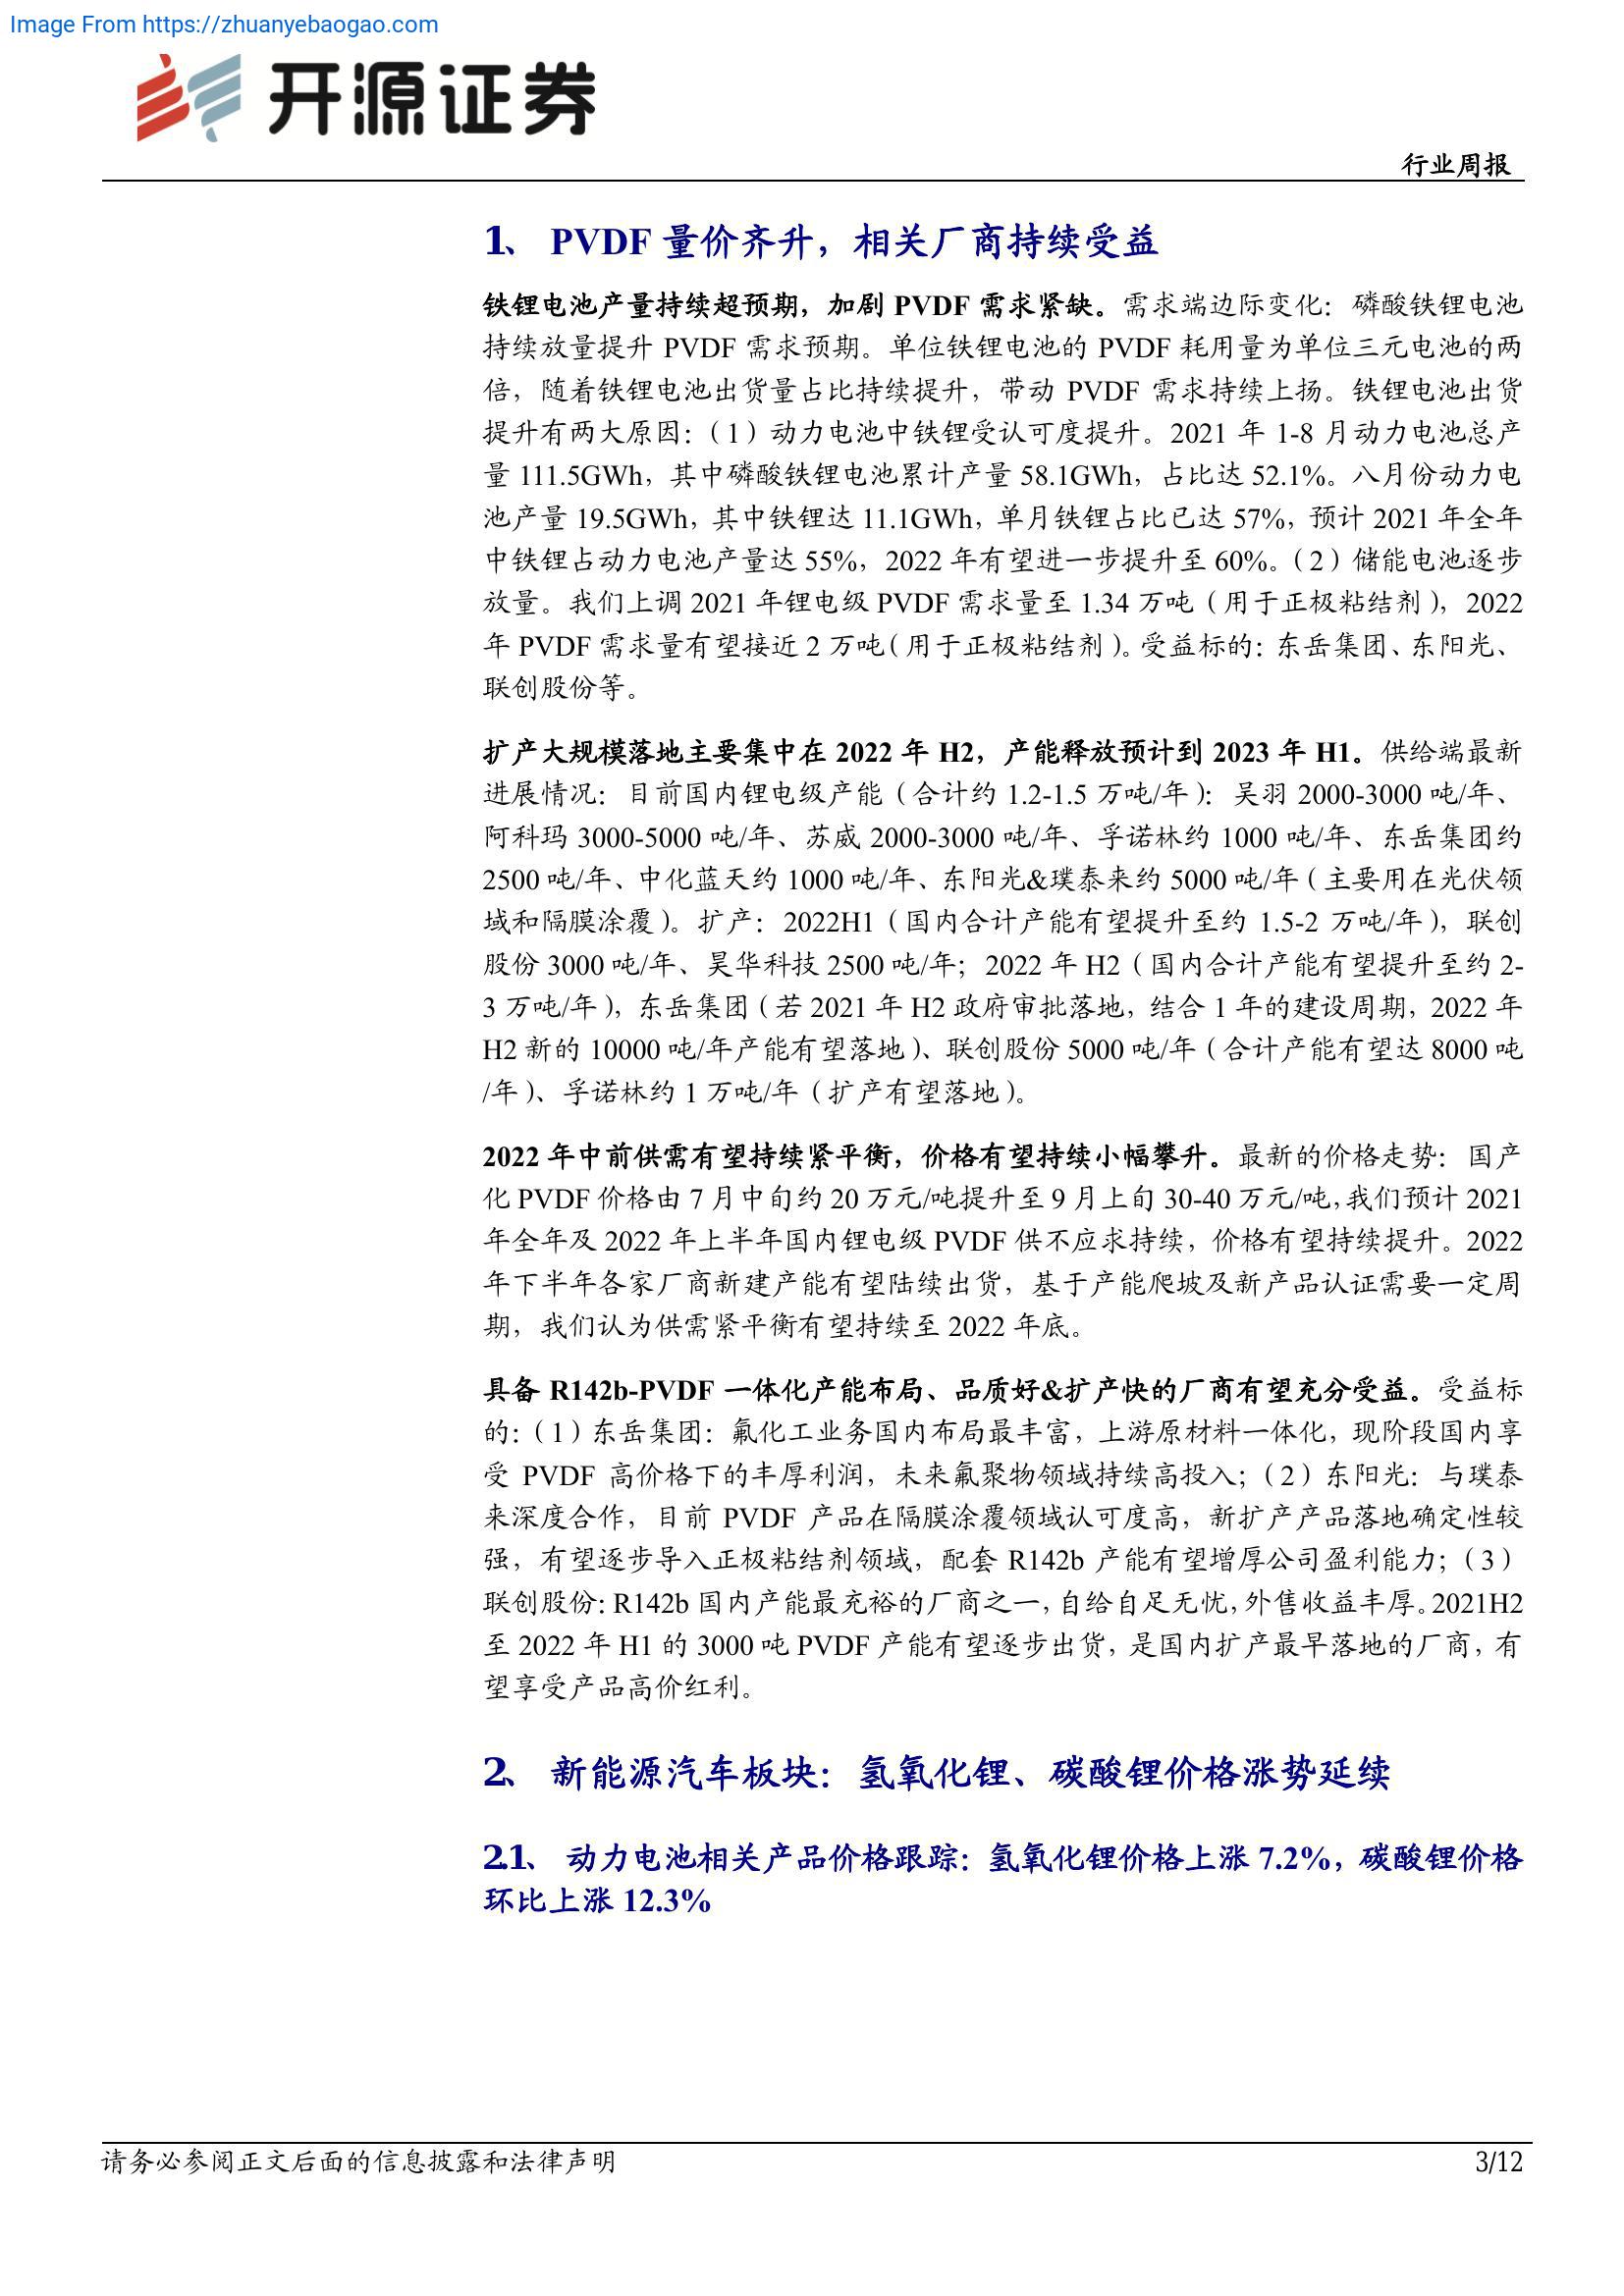 Image From https://zhuanyebaogao.com
开源证券
行业周报
1、 PVDF 量价齐升，相关厂商持续受益
铁锂电池产量持续超预期，加剧 PVDF 需求紧缺。需求端边际变化：磷酸铁锂电池
持续放量提升 PVDF 需求预期。单位铁锂电池的 PVDF 耗用量为单位三元电池的两
倍，随着铁锂电池出货量占比持续提升，带动 PVDF 需求持续上扬。铁锂电池出货
提升有两大原因：（1）动力电池中铁锂受认可度提升。2021 年 1-8 月动力电池总产
量 111.5GWh，其中磷酸铁锂电池累计产量 58.1GWh，占比达 52.1%。八月份动力电
池产量 19.5GWh，其中铁锂达 11.1GWh，单月铁锂占比已达 57%，预计 2021 年全年
中铁锂占动力电池产量达 55%，2022 年有望进一步提升至 60%。（2）储能电池逐步
放量。我们上调 2021 年锂电级 PVDF 需求量至 1.34 万吨（用于正极粘结剂），2022
年 PVDF 需求量有望接近 2 万吨（用于正极粘结剂）。受益标的：东岳集团、东阳光、
联创股份等。
扩产大规模落地主要集中在 2022 年 H2，产能释放预计到 2023 年 H1。供给端最新
进展情况：目前国内锂电级产能（合计约 1.2-1.5 万吨/年）：吴羽 2000-3000 吨/年、
阿科玛 3000-5000 吨/年、苏威 2000-3000 吨/年、孚诺林约 1000 吨/年、东岳集团约
2500 吨/年、中化蓝天约 1000 吨/年、东阳光&璞泰来约 5000 吨/年（主要用在光伏领
域和隔膜涂覆）。扩产：2022H1（国内合计产能有望提升至约 1.5-2 万吨/年），联创
股份 3000 吨/年、昊华科技 2500 吨/年；2022 年 H2（国内合计产能有望提升至约 2-
3 万吨/年），东岳集团（若 2021 年 H2 政府审批落地，结合 1 年的建设周期，2022 年
H2 新的 10000 吨/年产能有望落地）、联创股份 5000 吨/年（合计产能有望达 8000 吨
/年）、孚诺林约 1 万吨/年（扩产有望落地）。
2022 年中前供需有望持续紧平衡，价格有望持续小幅攀升。最新的价格走势：国产
化 PVDF 价格由 7 月中旬约 20 万元/吨提升至 9 月上旬 30-40 万元/吨，我们预计 2021
年全年及 2022 年上半年国内锂电级 PVDF 供不应求持续，价格有望持续提升。2022
年下半年各家厂商新建产能有望陆续出货，基于产能爬坡及新产品认证需要一定周
期，我们认为供需紧平衡有望持续至 2022 年底。
具备 R142b-PVDF 一体化产能布局、品质好&扩产快的厂商有望充分受益。受益标
的：（1）东岳集团：氟化工业务国内布局最丰富，上游原材料一体化，现阶段国内享
受 PVDF 高价格下的丰厚利润，未来氟聚物领域持续高投入；（2）东阳光：与璞泰
来深度合作，目前 PVDF 产品在隔膜涂覆领域认可度高，新扩产产品落地确定性较
强，有望逐步导入正极粘结剂领域，配套 R142b 产能有望增厚公司盈利能力；（3）
联创股份：R142b 国内产能最充裕的厂商之一，自给自足无忧，外售收益丰厚。2021H2
至 2022 年 H1 的 3000 吨 PVDF 产能有望逐步出货，是国内扩产最早落地的厂商，有
望享受产品高价红利。
2、 新能源汽车板块：氢氧化锂、碳酸锂价格涨势延续
2.1、 动力电池相关产品价格跟踪：氢氧化锂价格上涨 7.2%，碳酸锂价格
环比上涨 12.3%
请务必参阅正文后面的信息披露和法律声明
3/12